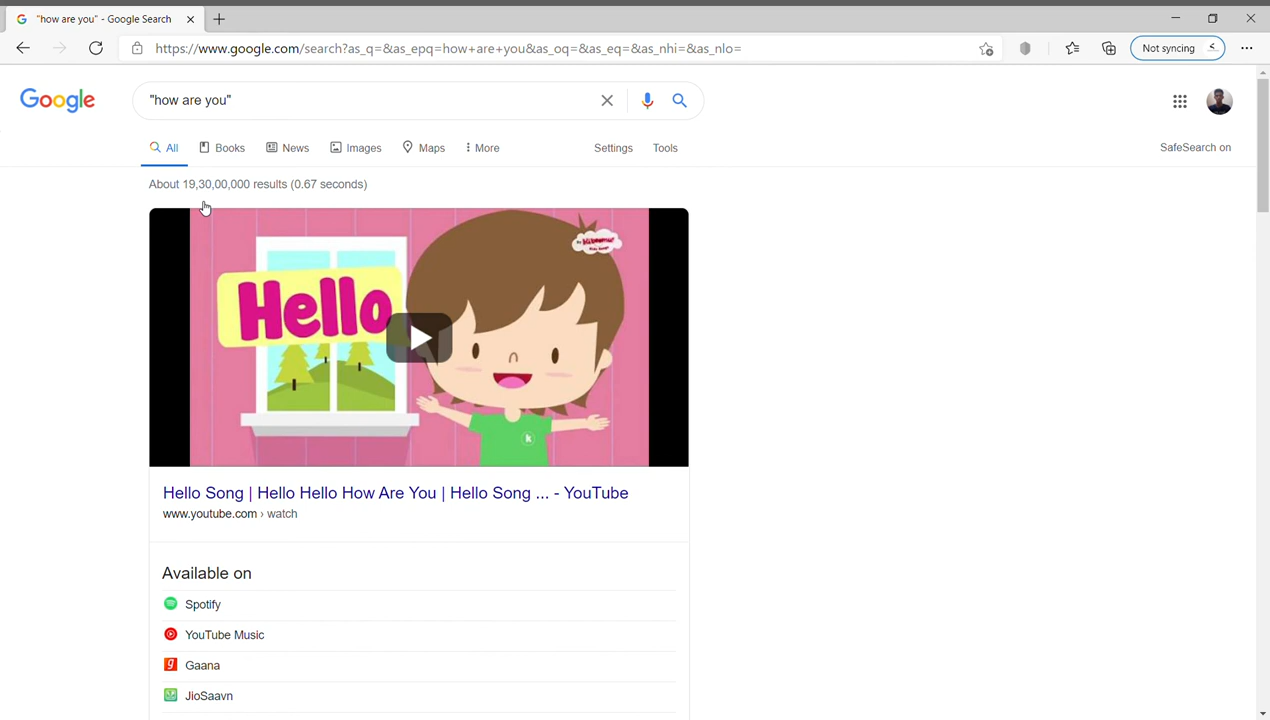 "how are you" - Google Search
https://www.google.com/search?as_q=&as_epq=how+are+you&as_oq=&as_eq=&as_nhi=&as_nlo=
Not syncing
Google
"how are you"
All
Books
News
Images
Maps
More
Settings
Tools
SafeSearch on
About 19,30,00,000 results (0.67 seconds)
Hello
k
Hello Song | Hello Hello How Are You | Hello Song ... - YouTube
www.youtube.com › watch
Available on
Spotify
YouTube Music
Gaana
JioSaavn